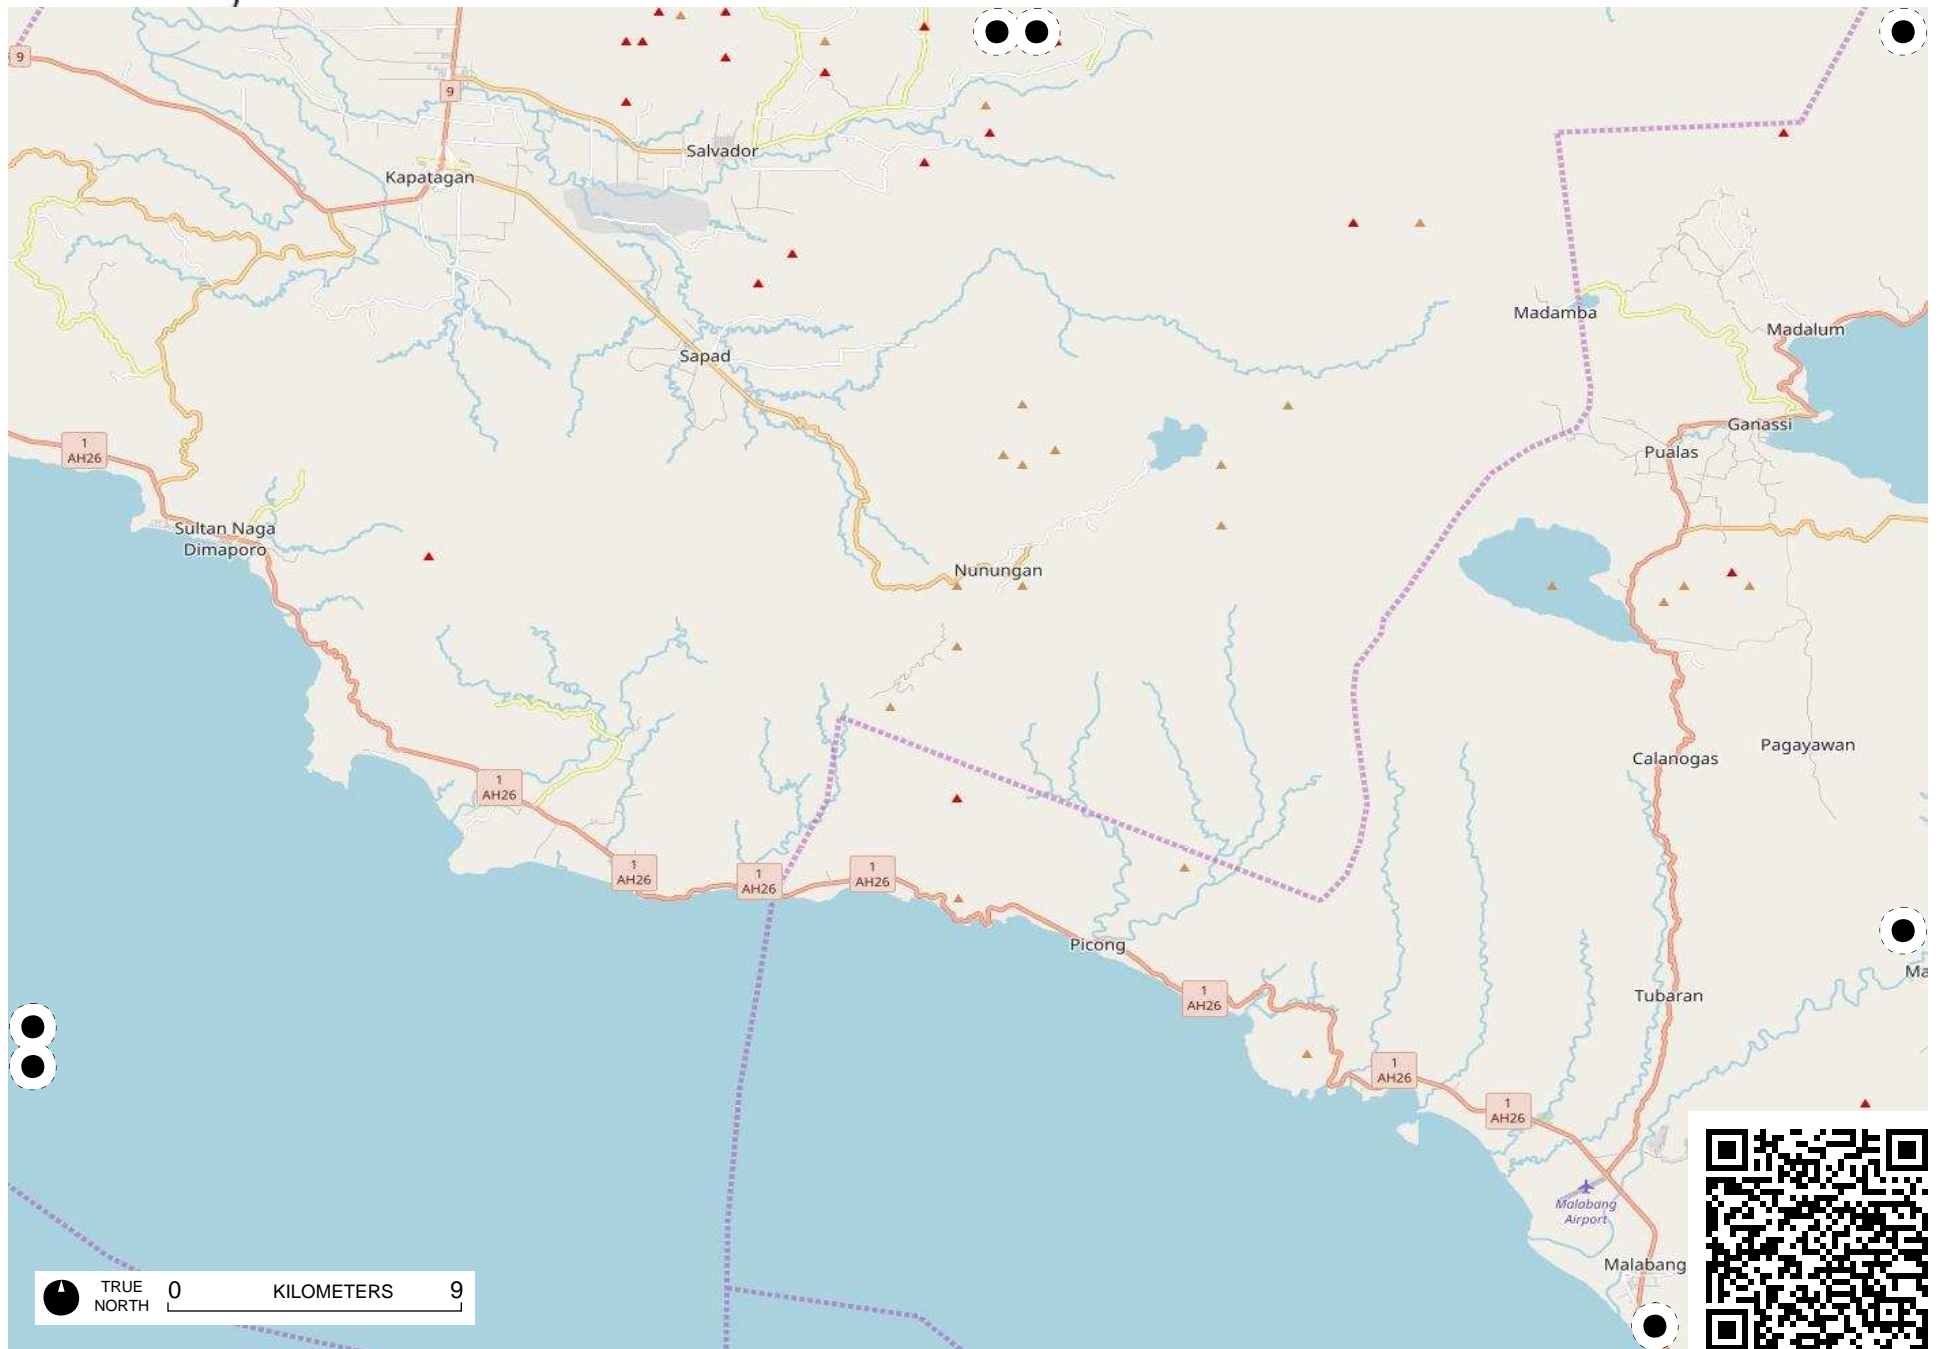 9
9
Salvador
Kapatagan
Madamba
Madalum
Sapad
Ganassi
Pualas
1
AH26
Sultan Naga
Dimaporo
Nunungan
Pagayawan
Calanogas
1
AH26
1
AH26
1
AH26
1
AH26
Picong
Ma
Tubaran
1
AH26
1
AH26
1
AH26
Malabang
Airport
Malabang
TRUE
NORTH
0
KILOMETERS
9